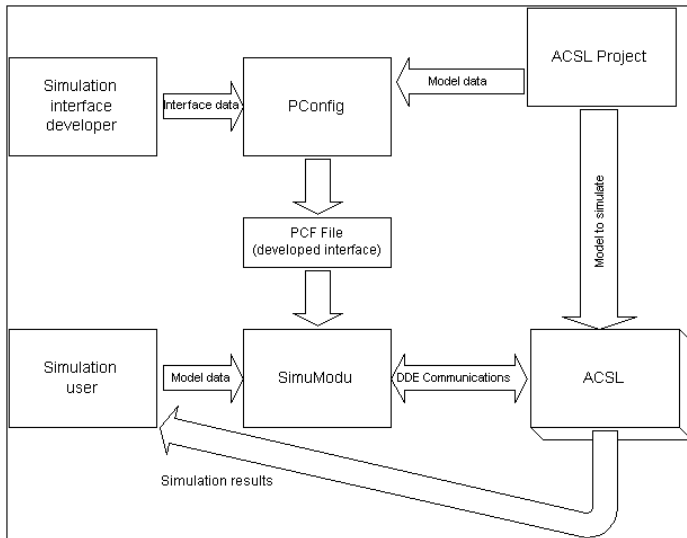 ACSL Project
Simulation
interface
developer
Interface data
PConfig
Model data
Model to simulate
PCF File
(developed interface)
Simulation
user
Model data
SimuModu
DDE Communications
ACSL
Simulation results